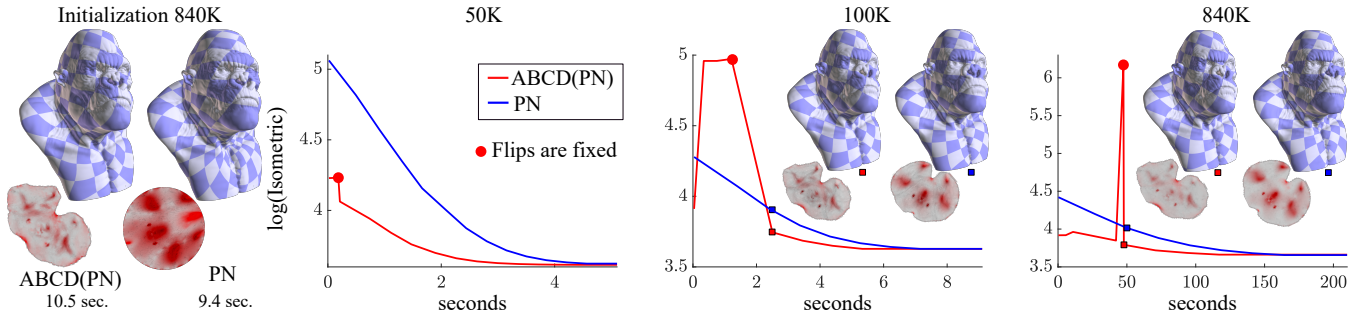 Initialization 840K
ABCD(PN)
10.5 sec.
PN
9.4 sec.
50K
log(Isometric)
5
4.5
4
0
2
4
seconds
ABCD(PN)
PN
Flips are fixed
100K
5
4.5
4
3.5
0
2
4
6
8
seconds
840K
6
5.5
5
4.5
4
3.5
0
50
100
150
200
seconds